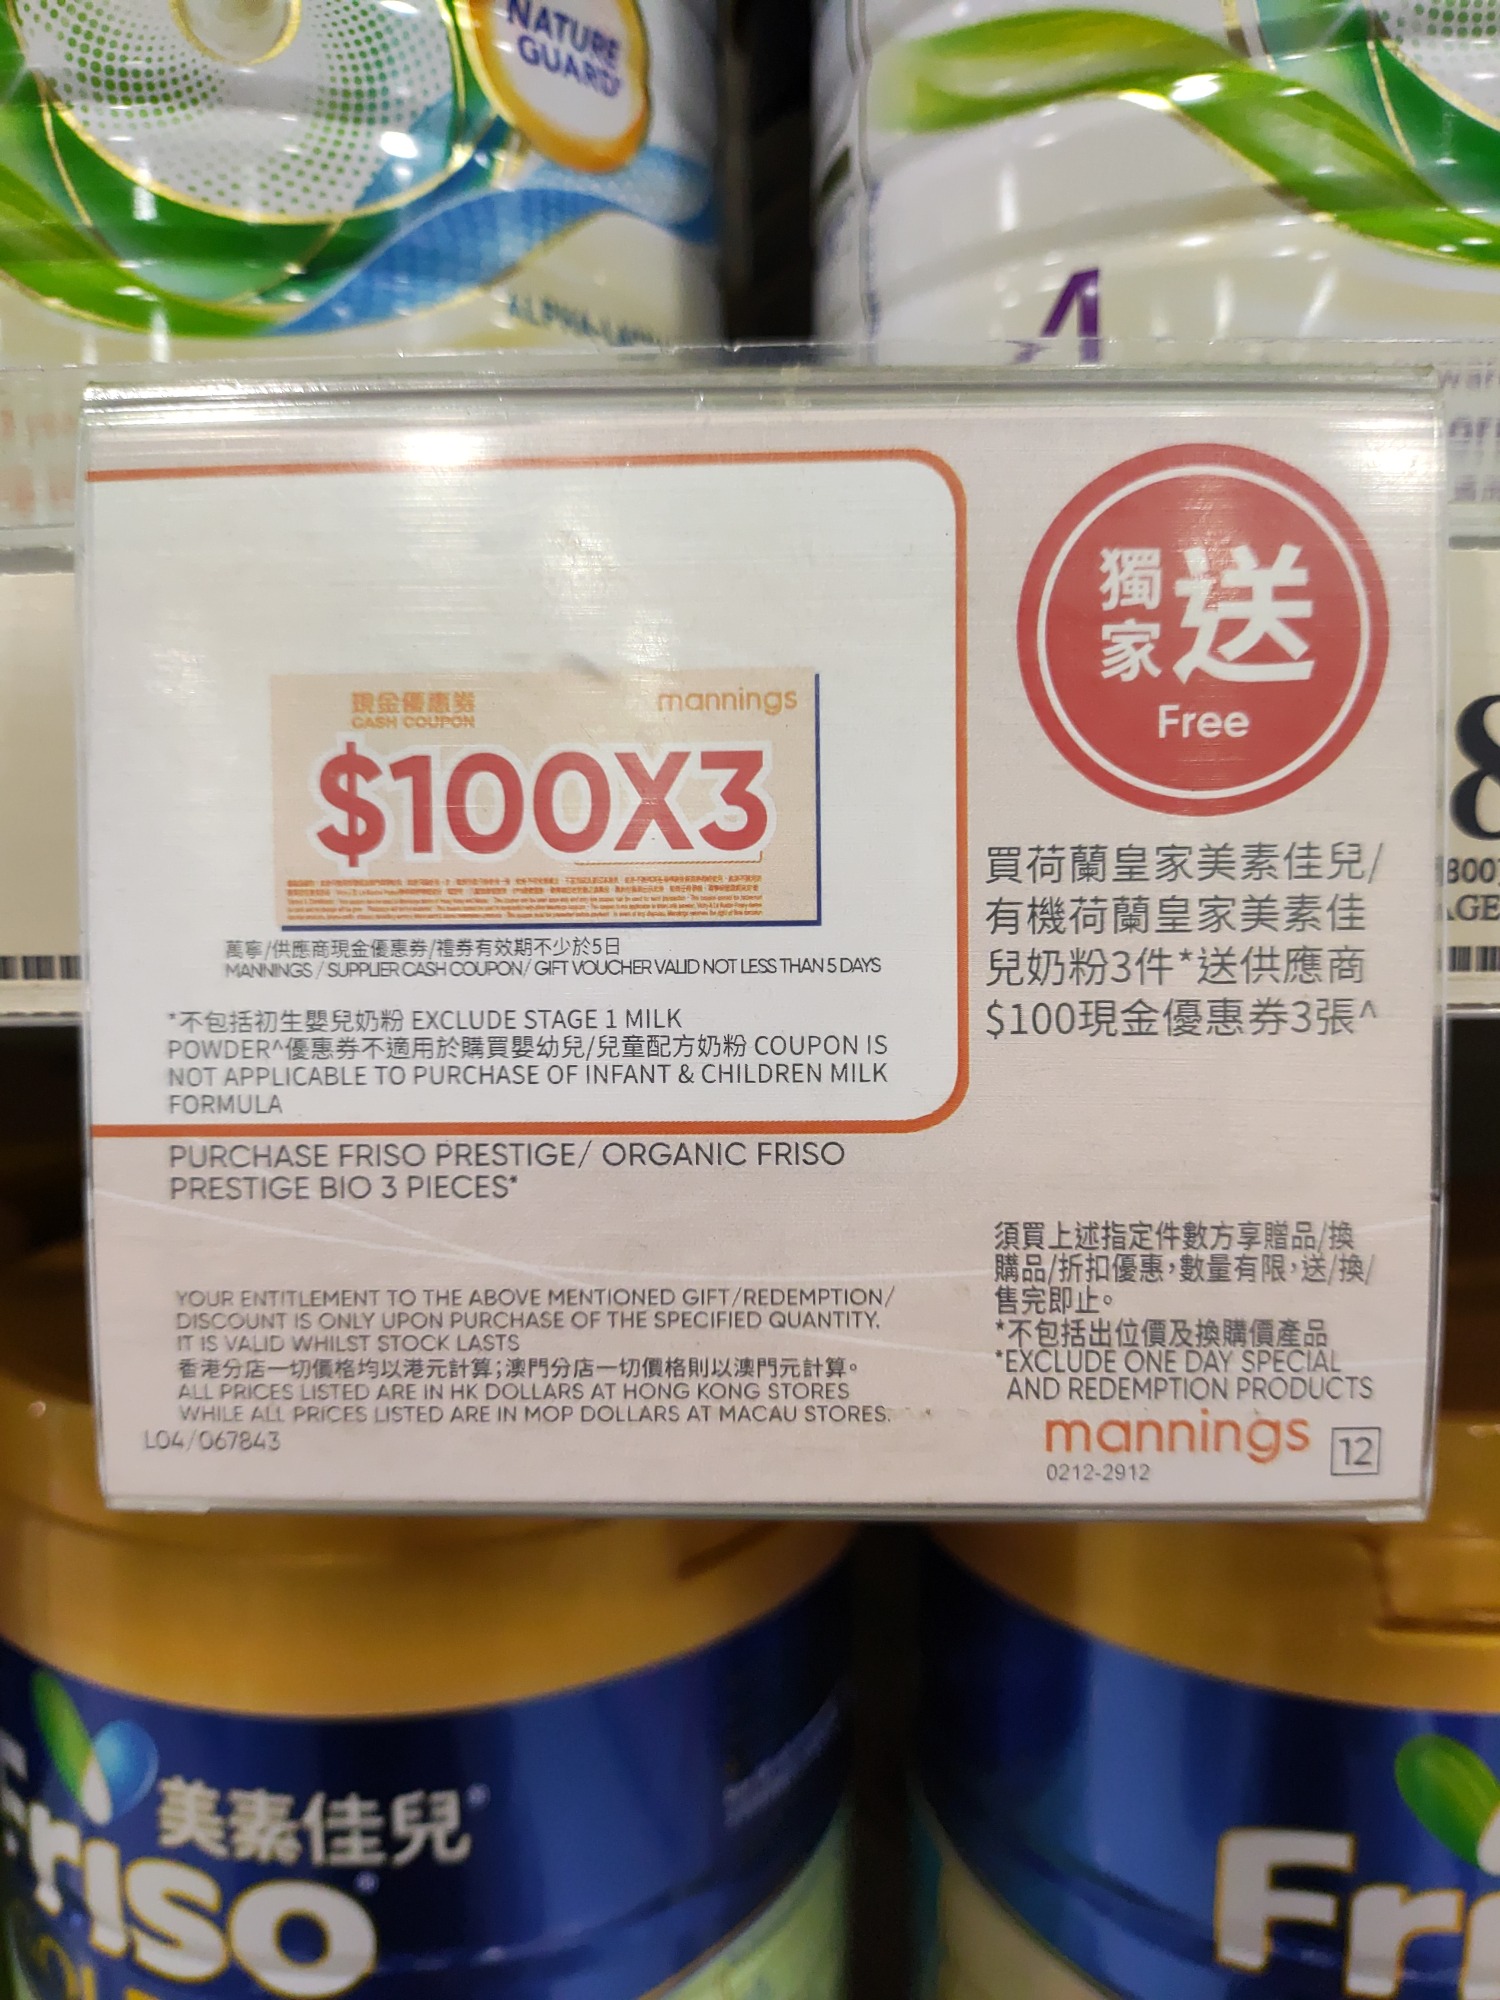 NATURE
GUARD
ALPHA-
獨家 送
Free
現金優惠券
CASH COUPON
mannings
$100X3
萬寧/供應商現金優惠券/禮券有效期不少於5日
MANNINGS / SUPPLIER CASH COUPON/ GIFT VOUCHER VALID NOT LESS THAN 5 DAYS
*不包括初生嬰兒奶粉 EXCLUDE STAGE 1 MILK
POWDER^優惠券不適用於購買嬰幼兒/兒童配方奶粉 COUPON IS
NOT APPLICABLE TO PURCHASE OF INFANT & CHILDREN MILK
FORMULA
買荷蘭皇家美素佳兒/
有機荷蘭皇家美素佳
兒奶粉3件*送供應商
$100現金優惠券3張^
PURCHASE FRISO PRESTIGE/ ORGANIC FRISO
PRESTIGE BIO 3 PIECES*
YOUR ENTITLEMENT TO THE ABOVE MENTIONED GIFT/REDEMPTION/
DISCOUNT IS ONLY UPON PURCHASE OF THE SPECIFIED QUANTITY.
IT IS VALID WHILST STOCK LASTS
香港分店一切價格均以港元計算;澳門分店一切價格則以澳門元計算。
ALL PRICES LISTED ARE IN HK DOLLARS AT HONG KONG STORES
WHILE ALL PRICES LISTED ARE IN MOP DOLLARS AT MACAU STORES.
L04/067843
須買上述指定件數方享贈品/換
購品/折扣優惠,數量有限,送/換/
售完即止。
*不包括出位價及換購價產品
*EXCLUDE ONE DAY SPECIAL
AND REDEMPTION PRODUCTS
mannings
12
0212-2912
美素佳兒
Friso
Fri